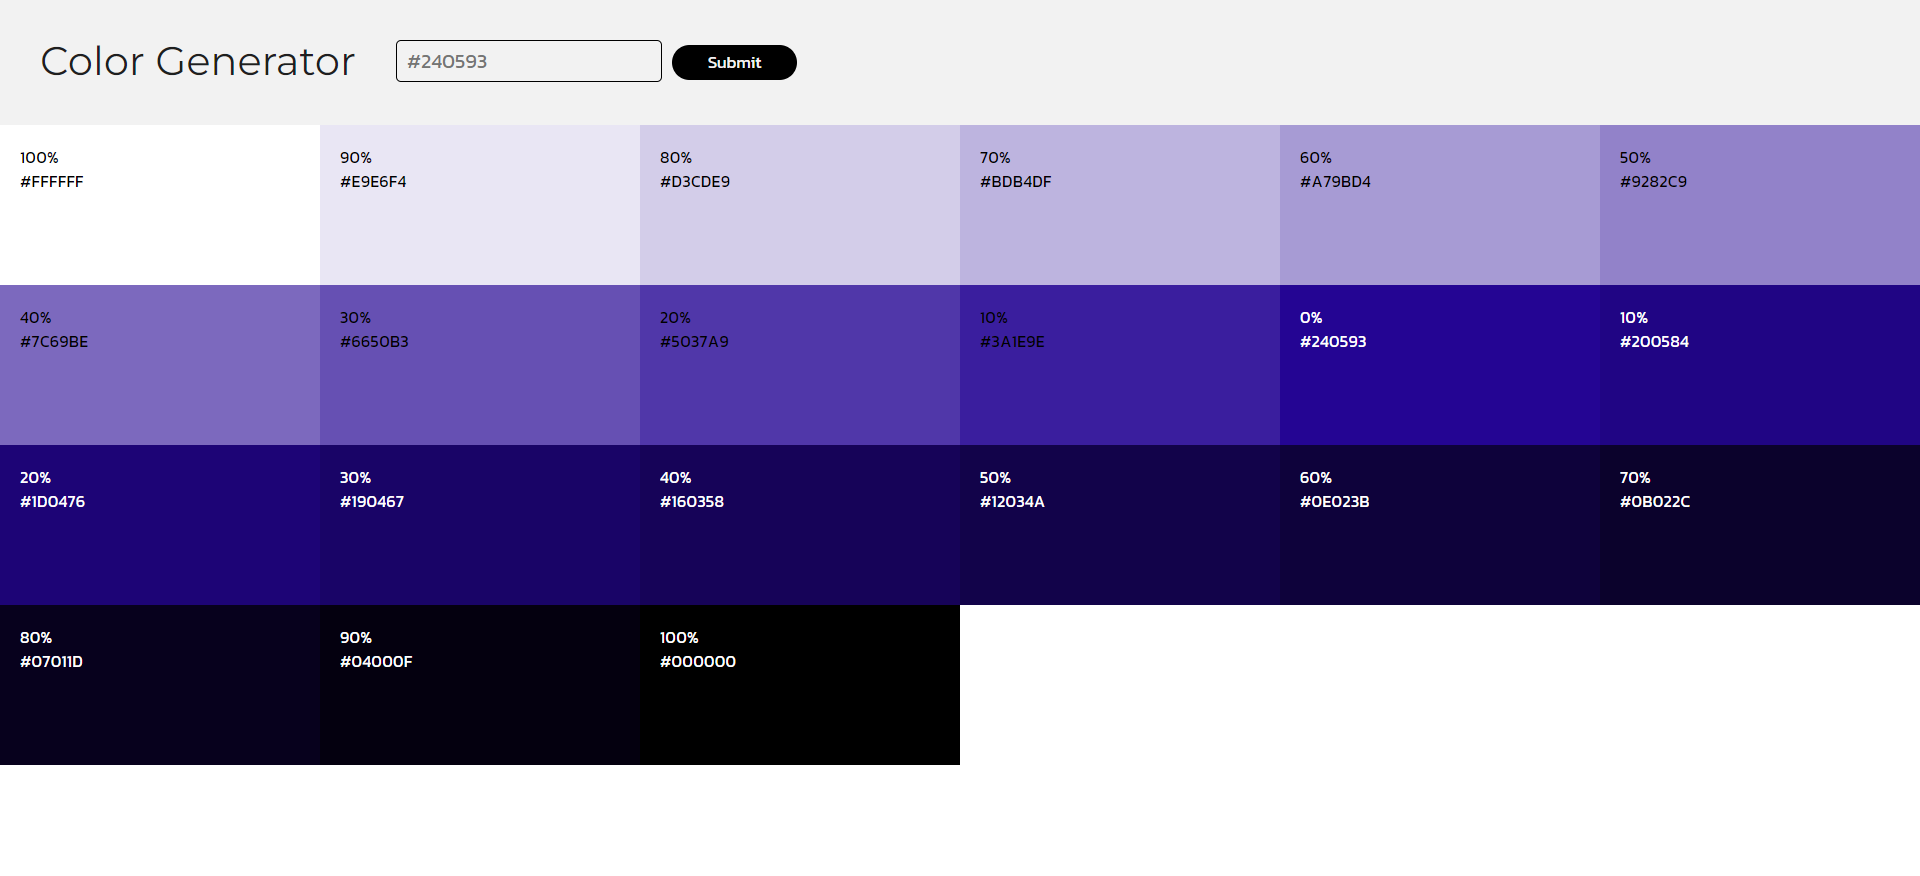 Color Generator
#240593
Submit
100%
#FFFFFF
90%
#E9E6F4
80%
#D3CDE9
70%
#BDB4DF
60%
#A79BD4
50%
#9282C9
40%
#7C69BE
30%
#6650B3
20%
#5037A9
10%
#3A1E9E
0%
#240593
10%
#200584
20%
#1D0476
30%
#190467
40%
#160358
50%
#12034A
60%
#0E023B
70%
#0B022C
80%
#07011D
90%
#04000F
100%
#000000